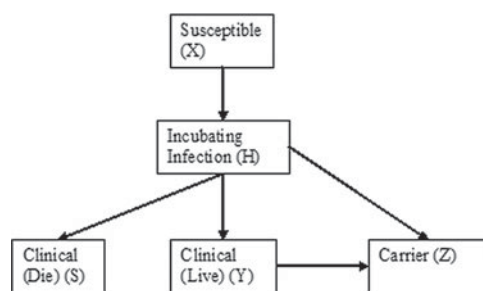 Susceptible
(X)
Incubating
Infection (H)
Clinical
(Die) (S)
Clinical
(Live) (Y)
Carrier (Z)